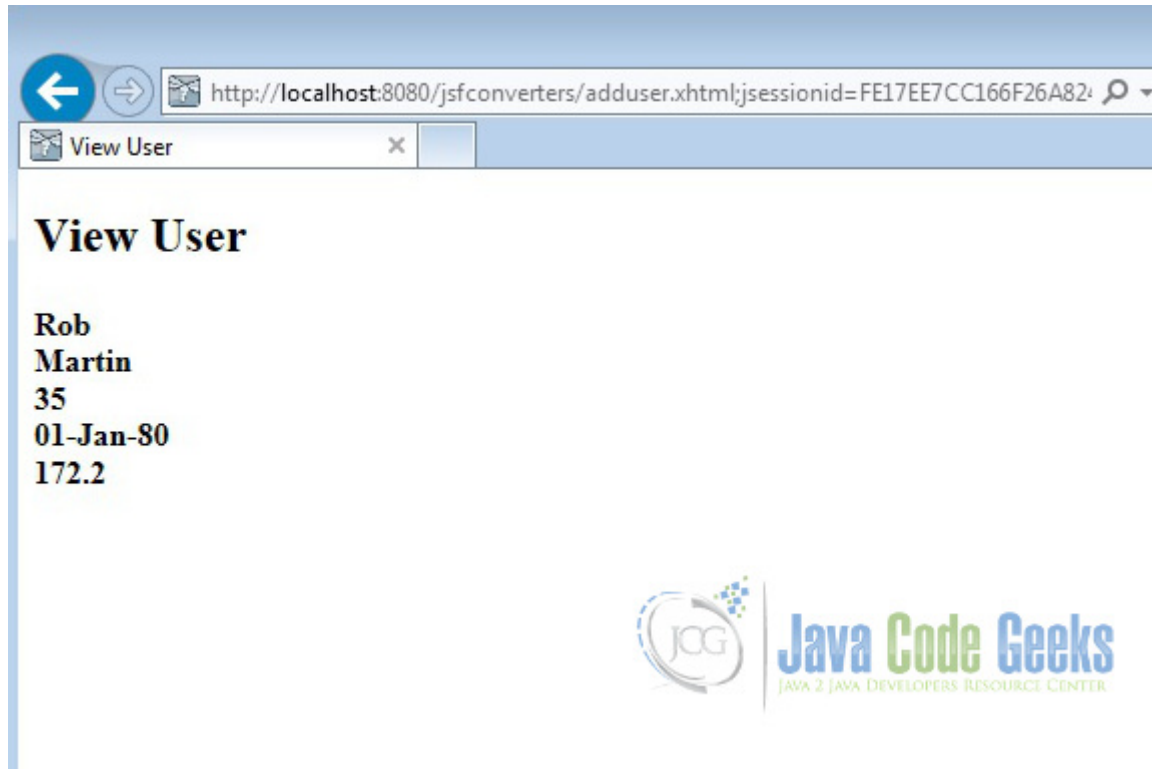 http://localhost:8080/jsfconverters/adduser.xhtml;jsessionid=FE17EE7CC166F26A824
View User
View User
Rob
Martin
35
01-Jan-80
172.2
JCG
Java Code Geeks
JAVA 2 JAVA DEVELOPERS RESOURCE CENTER